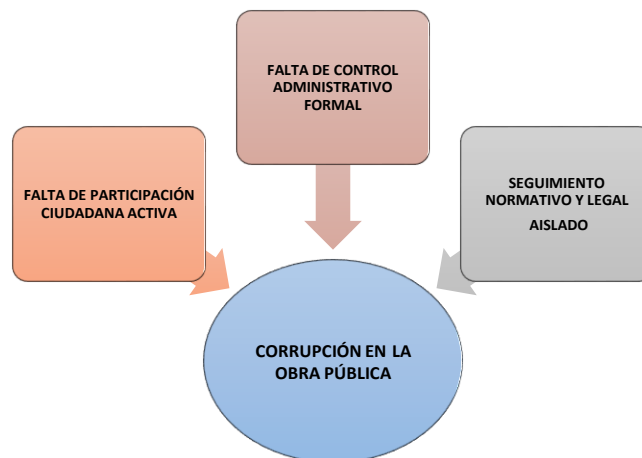 FALTA DE CONTROL
ADMINISTRATIVO
FORMAL
FALTA DE PARTICIPACIÓN
CIUDADANA ACTIVA
SEGUIMIENTO
NORMATIVO Y LEGAL
AISLADO
CORRUPCIÓN EN LA
OBRA PÚBLICA